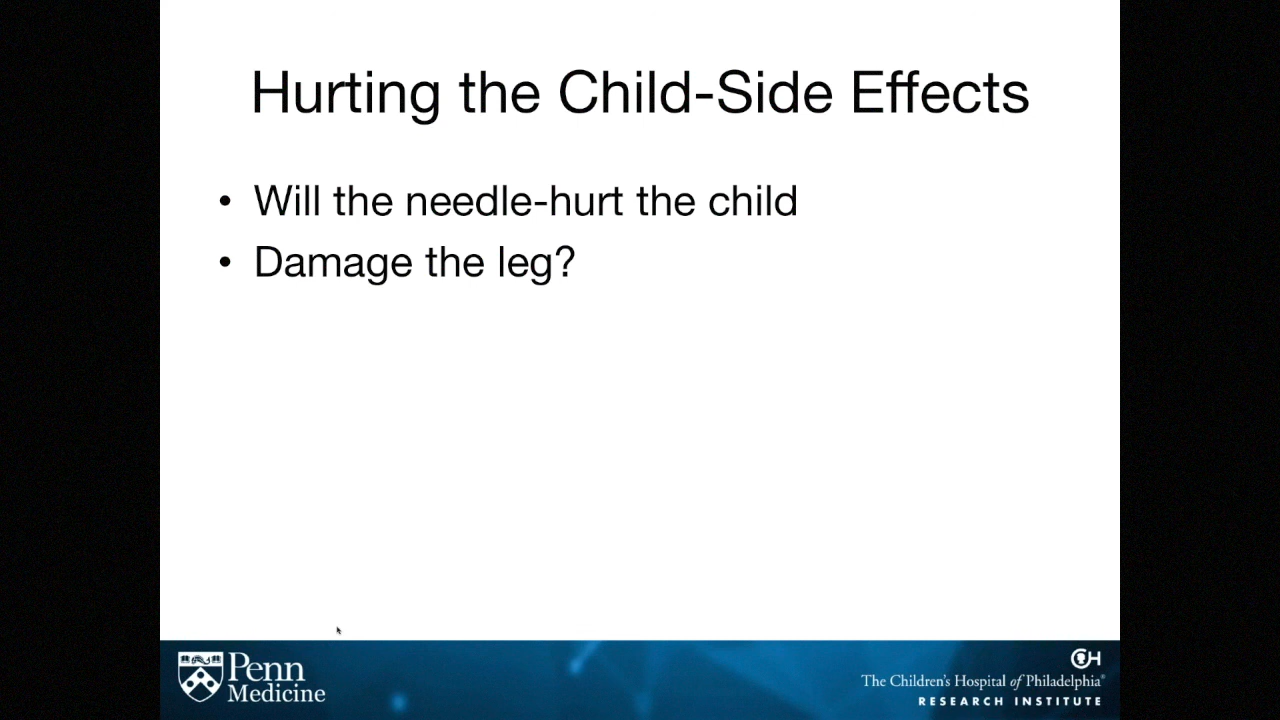 Hurting the Child-Side Effects
• Will the needle-hurt the child
• Damage the leg?
Penn
Medicine
CH
The Children's Hospital of Philadelphia®
RESEARCH INSTITUTE